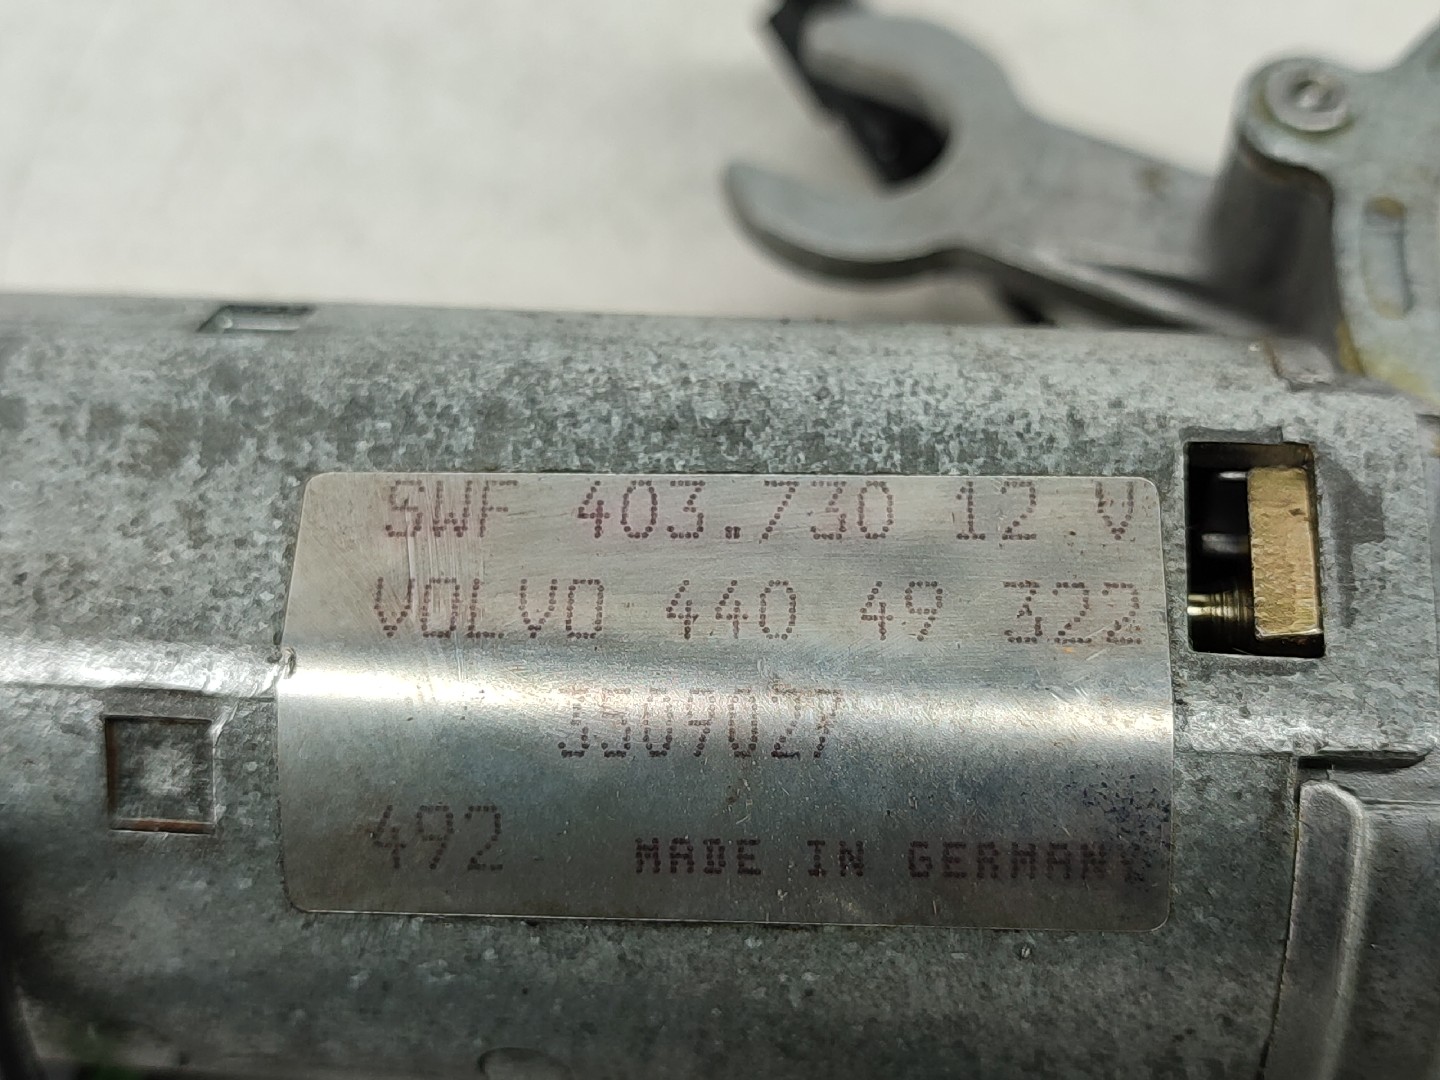 SWF 403.730 12 V
VOLVO 440 49 322
3509027
492 MADE IN GERMANY